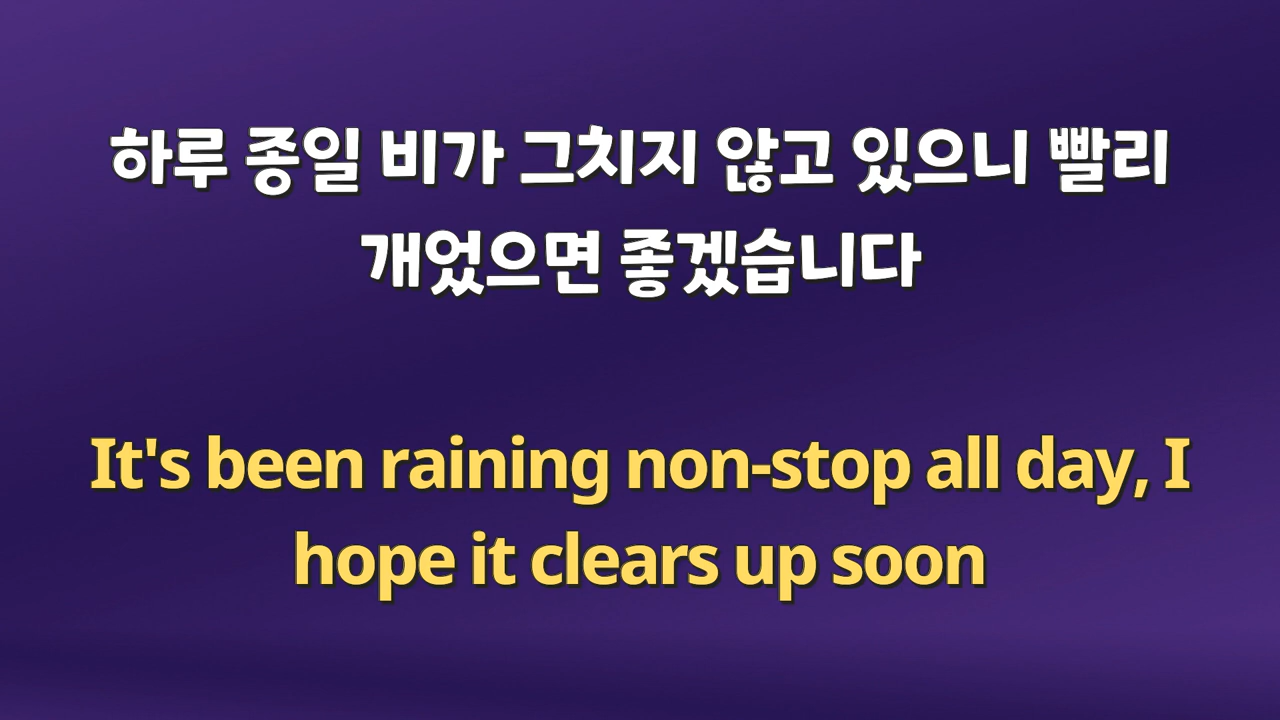 하루 종일 비가 그치지 않고 있으니 빨리
개었으면 좋겠습니다
It's been raining non-stop all day, I
hope it clears up soon